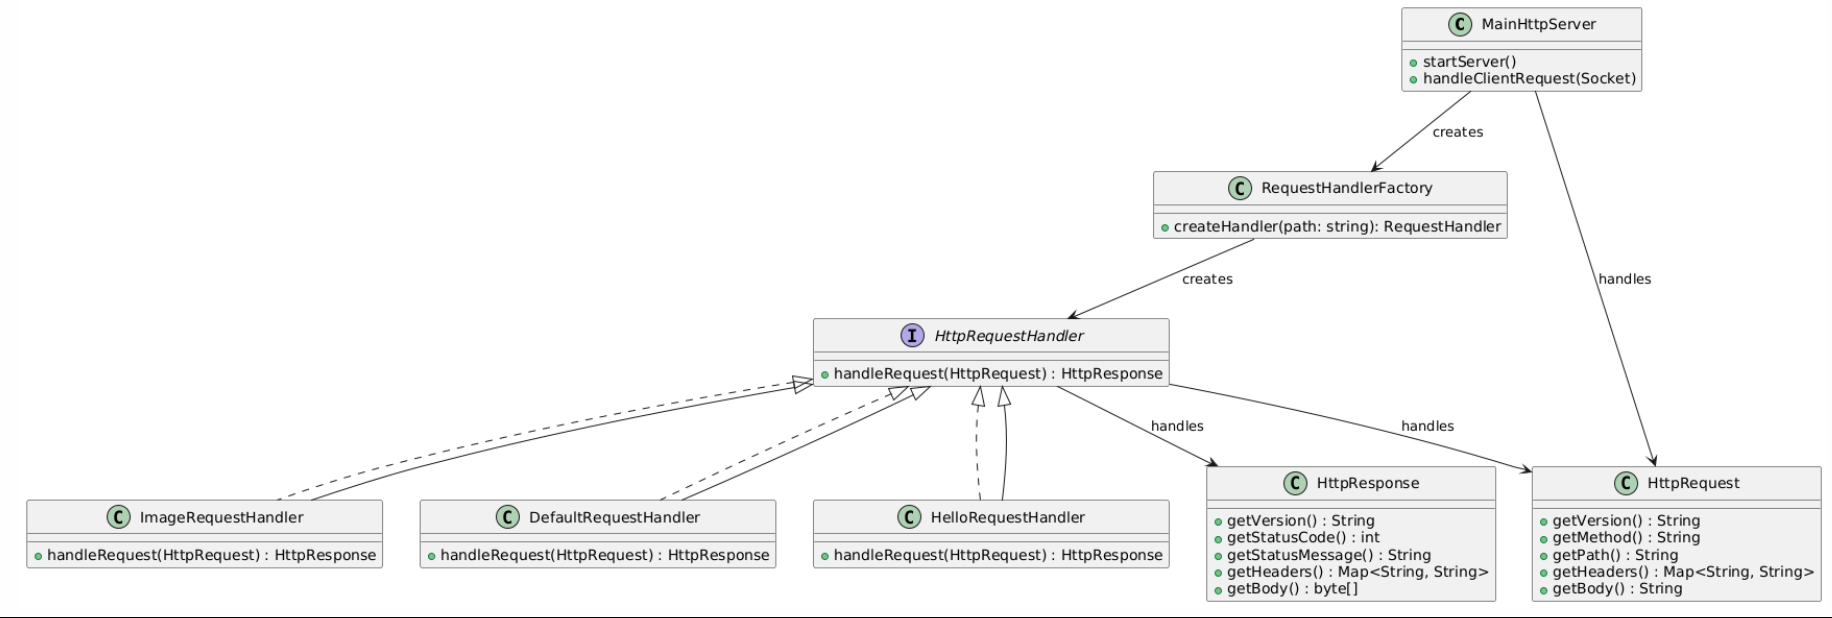 C MainHttpServer
startServer()
handleClientRequest(Socket)
creates
C RequestHandlerFactory
createHandler(path: string): RequestHandler
creates
handles
I HttpRequestHandler
handleRequest(HttpRequest) : HttpResponse
handles
handles
C ImageRequestHandler
handleRequest(HttpRequest) : HttpResponse
C DefaultRequestHandler
handleRequest(HttpRequest) : HttpResponse
C HelloRequestHandler
handleRequest(HttpRequest) : HttpResponse
C HttpResponse
getVersion() : String
getStatusCode() : int
getStatusMessage() : String
getHeaders() : Map<String, String>
getBody() : byte[]
C HttpRequest
getVersion() : String
getMethod() : String
getPath() : String
getHeaders() : Map<String, String>
getBody() : String